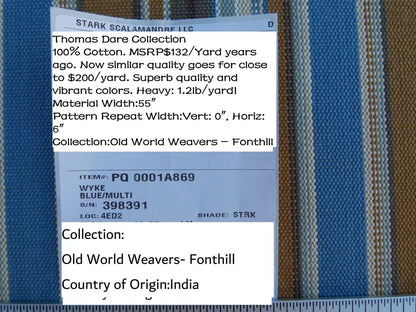 STARK SCALAMANDRE LLC D
Thomas Dare Collection
100% Cotton. MSRP$132/Yard years
ago. Now similar quality goes for close
to $200/yard. Superb quality and
vibrant colors. Heavy: 1.2lb/yard!
Material Width:55″
Pattern Repeat Width:Vert: 0″, Horiz:
6″
Collection:Old World Weavers – Fonthill
ITEM#: PQ 0001A869
WYKE
BLUE/MULTI
S/N: 398391
LOC: 4ED2 SHADE: STRK
Collection:
Old World Weavers- Fonthill
Country of Origin:India